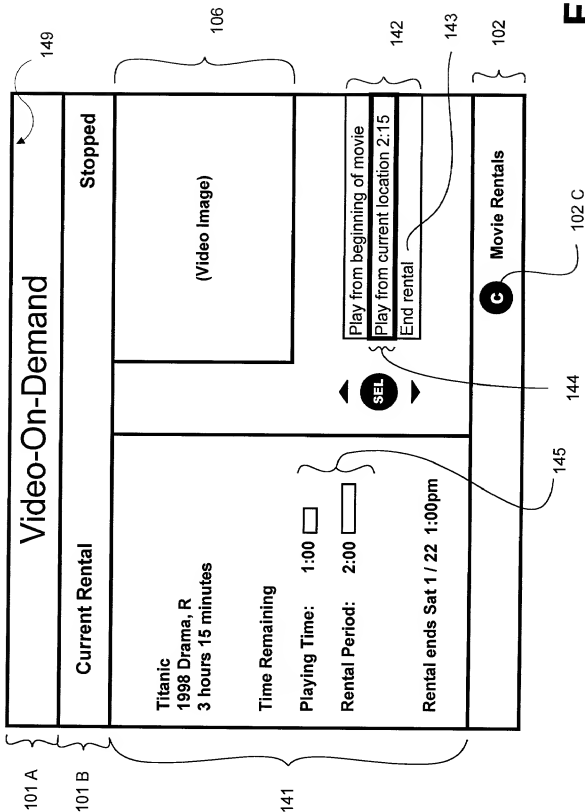 149
Video-On-Demand
101 A
Current Rental
Stopped
101 B
106
(Video Image)
Titanic
1998 Drama, R
3 hours 15 minutes
Time Remaining
Playing Time: 1:00
Rental Period: 2:00
Rental ends Sat 1 / 22 1:00pm
141
145
SEL
144
Play from beginning of movie
Play from current location 2:15
End rental
142
143
C
Movie Rentals
102
102 C